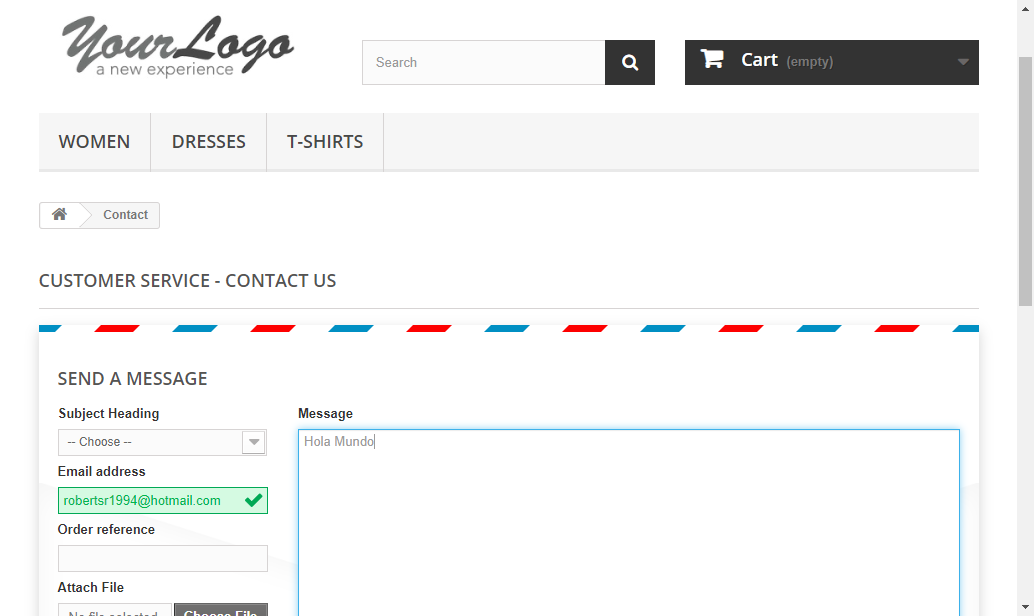 YourLogo
a new experience
Search
Cart (empty)
WOMEN DRESSES T-SHIRTS
Contact
CUSTOMER SERVICE - CONTACT US
SEND A MESSAGE
Subject Heading
-- Choose --
Email address
robertsr1994@hotmail.com
Order reference
Attach File
No file selected
Choose File
Message
Hola Mundo